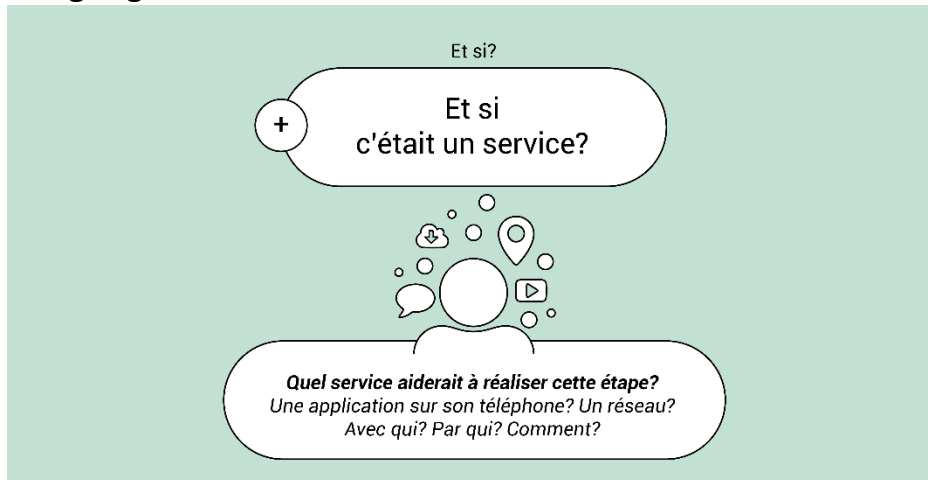 Et si?
Et si
c'était un service?
+
Quel service aiderait à réaliser cette étape?
Une application sur son téléphone? Un réseau?
Avec qui? Par qui? Comment?